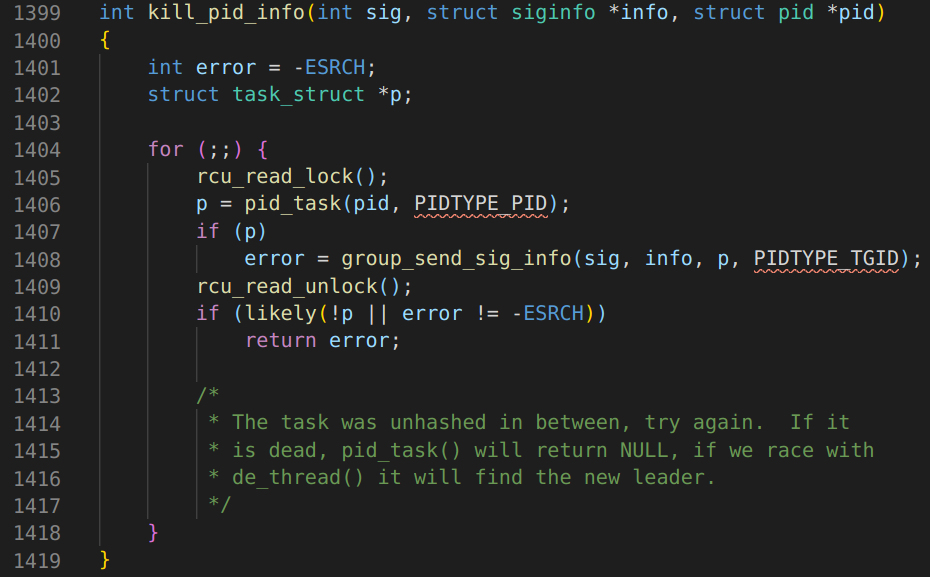 1399 int kill_pid_info(int sig, struct siginfo *info, struct pid *pid)
1400 {
1401     int error = -ESRCH;
1402     struct task_struct *p;
1403
1404     for (;;) {
1405         rcu_read_lock();
1406         p = pid_task(pid, PIDTYPE_PID);
1407         if (p)
1408             error = group_send_sig_info(sig, info, p, PIDTYPE_TGID);
1409         rcu_read_unlock();
1410         if (likely(!p || error != -ESRCH))
1411             return error;
1412
1413         /*
1414          * The task was unhashed in between, try again.  If it
1415          * is dead, pid_task() will return NULL, if we race with
1416          * de_thread() it will find the new leader.
1417          */
1418     }
1419 }